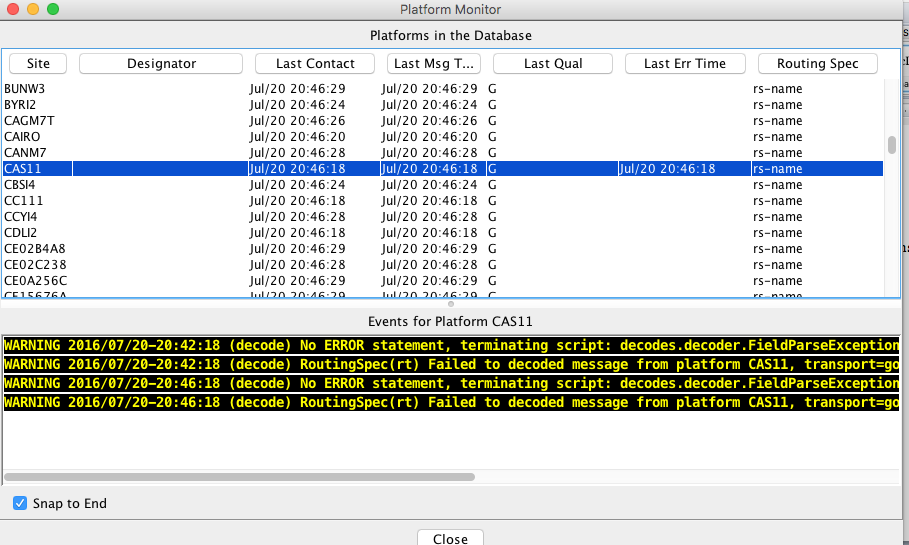 Platform Monitor
Platforms in the Database
Site Designator Last Contact Last Msg T... Last Qual Last Err Time Routing Spec
BUNW3 Jul/20 20:46:29 Jul/20 20:46:29 G rs-name
BYRI2 Jul/20 20:46:24 Jul/20 20:46:24 G rs-name
CAGM7T Jul/20 20:46:26 Jul/20 20:46:26 G rs-name
CAIRO Jul/20 20:46:20 Jul/20 20:46:20 G rs-name
CANM7 Jul/20 20:46:28 Jul/20 20:46:28 G rs-name
CAS11 Jul/20 20:46:18 Jul/20 20:46:18 G Jul/20 20:46:18 rs-name
CBSI4 Jul/20 20:46:24 Jul/20 20:46:24 G rs-name
CC111 Jul/20 20:46:18 Jul/20 20:46:18 G rs-name
CCYI4 Jul/20 20:46:28 Jul/20 20:46:28 G rs-name
CDLI2 Jul/20 20:46:18 Jul/20 20:46:18 G rs-name
CE02B4A8 Jul/20 20:46:29 Jul/20 20:46:29 G rs-name
CE02C238 Jul/20 20:46:28 Jul/20 20:46:28 G rs-name
CE0A256C Jul/20 20:46:29 Jul/20 20:46:29 G rs-name
CE15676A Jul/20 20:46:29 Jul/20 20:46:29 G rs-name
Events for Platform CAS11
WARNING 2016/07/20-20:42:18 (decode) No ERROR statement, terminating script: decodes.decoder.FieldParseException
WARNING 2016/07/20-20:42:18 (decode) RoutingSpec(rt) Failed to decoded message from platform CAS11, transport=go
WARNING 2016/07/20-20:46:18 (decode) No ERROR statement, terminating script: decodes.decoder.FieldParseException
WARNING 2016/07/20-20:46:18 (decode) RoutingSpec(rt) Failed to decoded message from platform CAS11, transport=go
Snap to End
Close